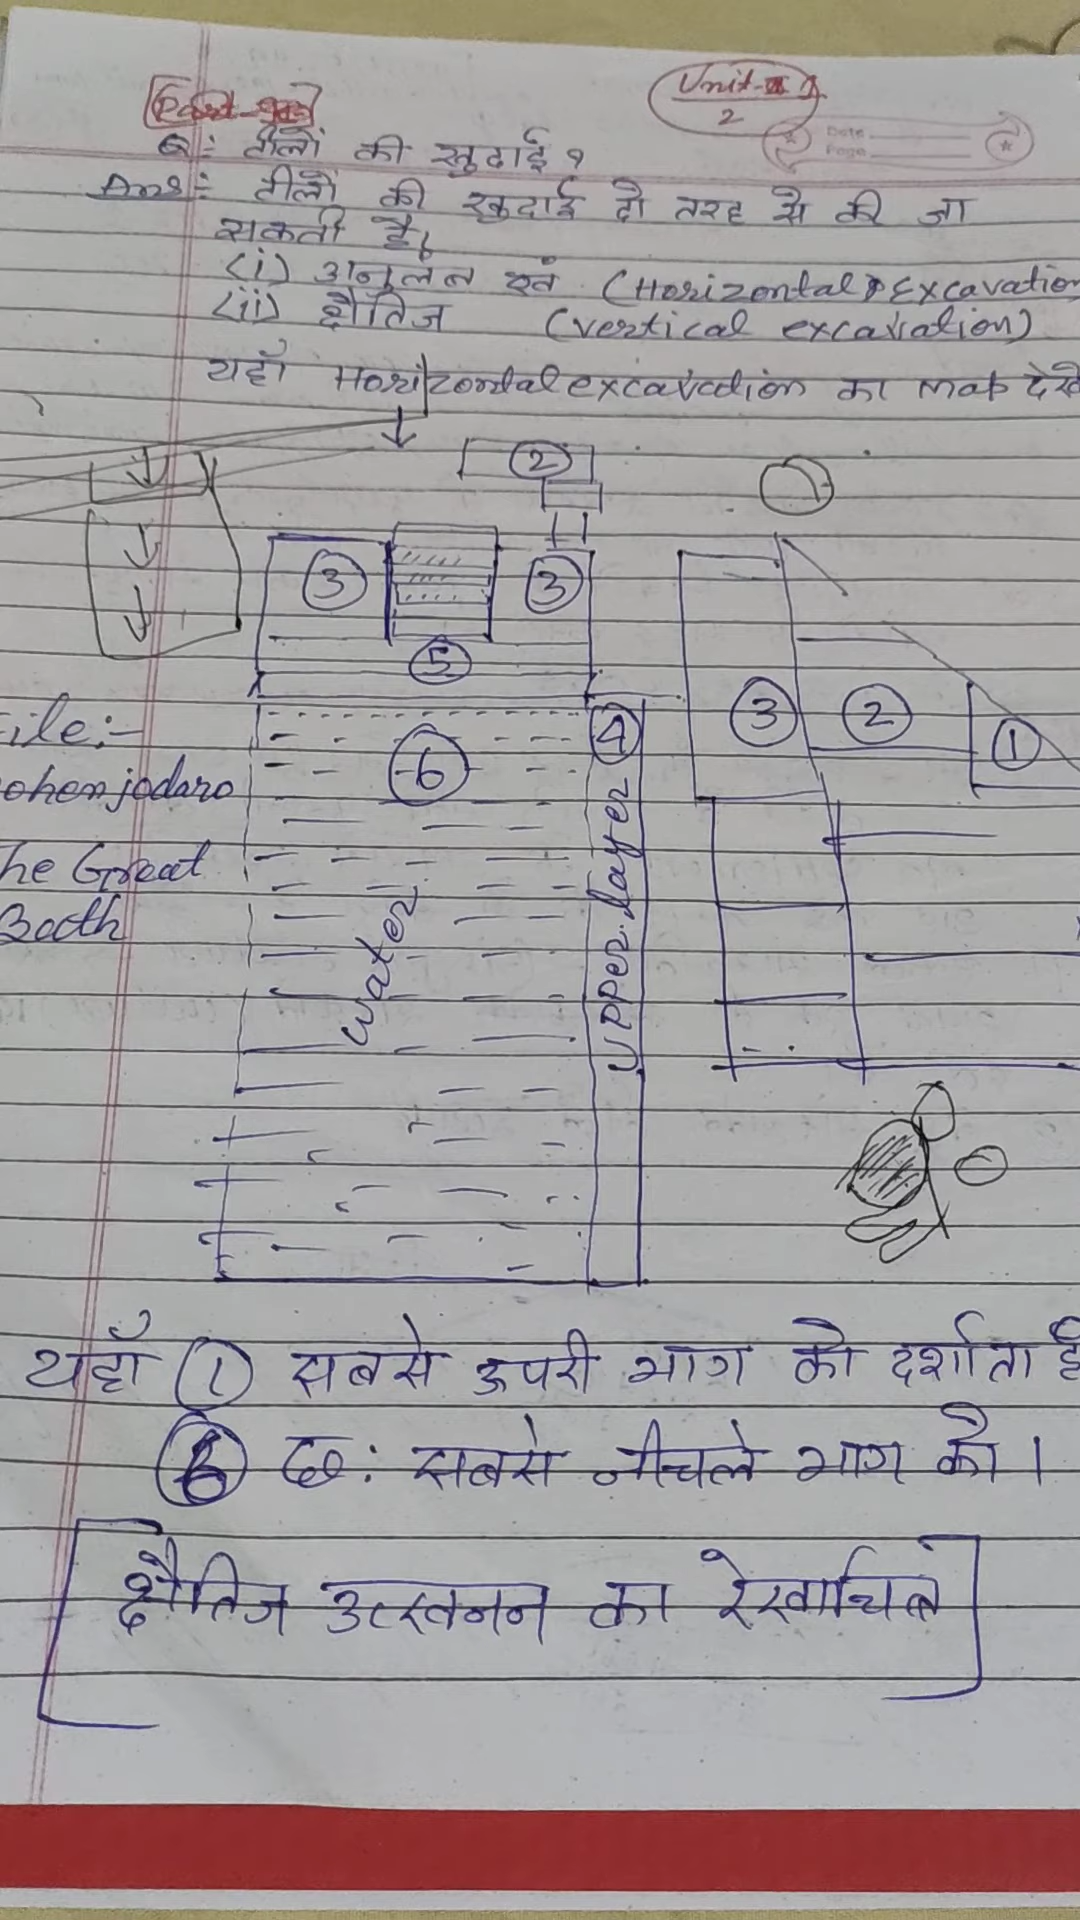 Unit-1
2
Date
Page
Q:- टीलों की खुदाई ?
Ans:- टीलों की खुदाई दो तरह से की जा
सकती है।
(i) अनुलंब एवं (Horizontal Excavation
(ii) क्षैतिज (vertical excavation)
यहाँ Horizontal excavation का map देखें
2
3
3
5
6
4
3
2
1
ile:-
ohenjodaro
he Great
Bath
water
Upper layer
यहाँ 1 सबसे ऊपरी भाग को दर्शाता है
6 छ: सबसे नीचले भाग को।
क्षैतिज उत्खनन का रेखाचित्र